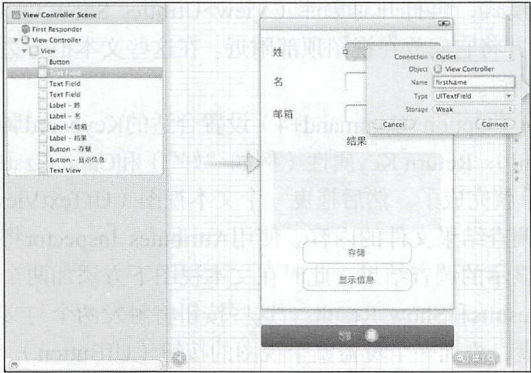 View Controller Scene
First Responder
View Controller
View
Button
Text Field
Text Field
Text Field
Text Field
Label - 姓
Label - 名
Label - 邮箱
Label - 结果
Button - 存储
Button - 显示信息
Text View
姓
名
邮箱
结果
存储
显示信息
Connection Outlet
Object View Controller
Name firstName
Type UITextField
Storage Weak
Cancel Connect